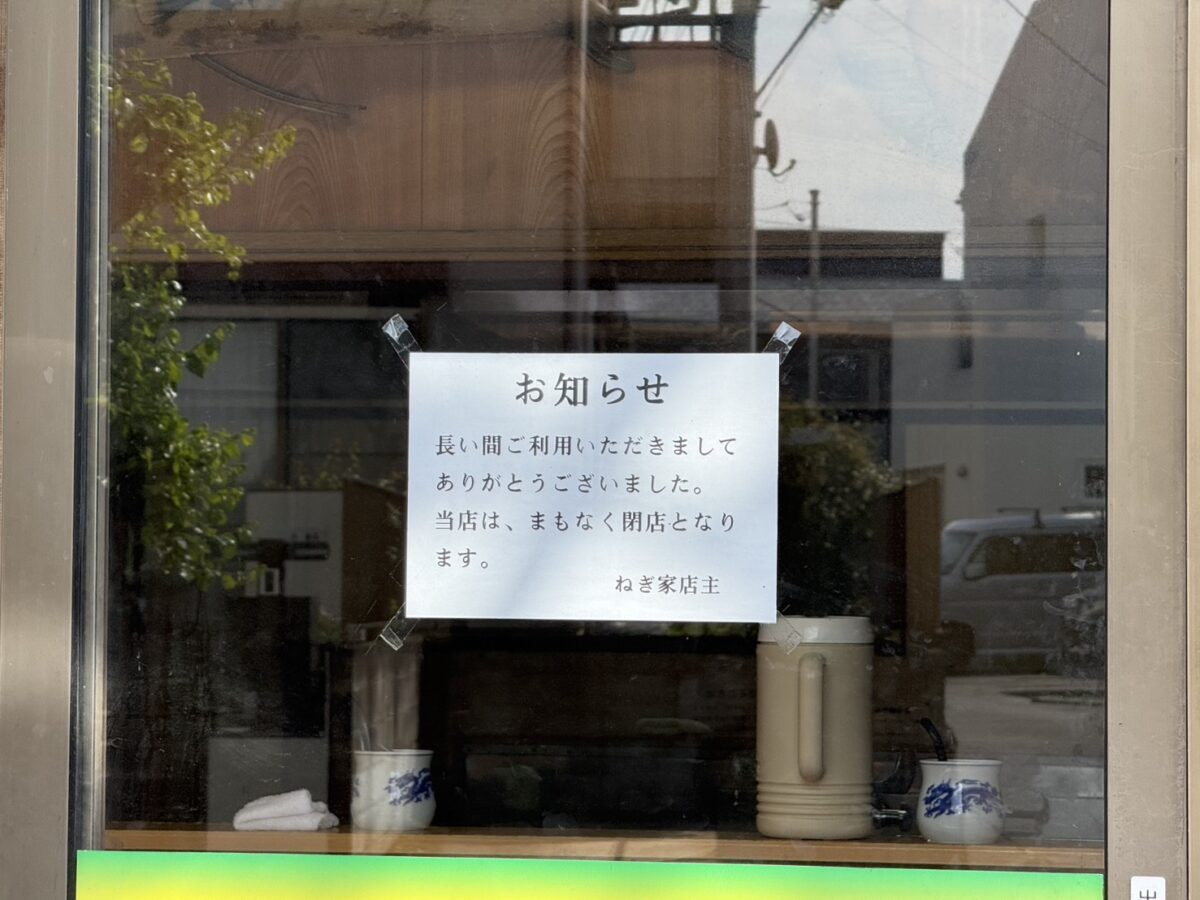 お知らせ
長い間ご利用いただきまして
ありがとうございました。
当店は、まもなく閉店となり
ます。
ねぎ家店主